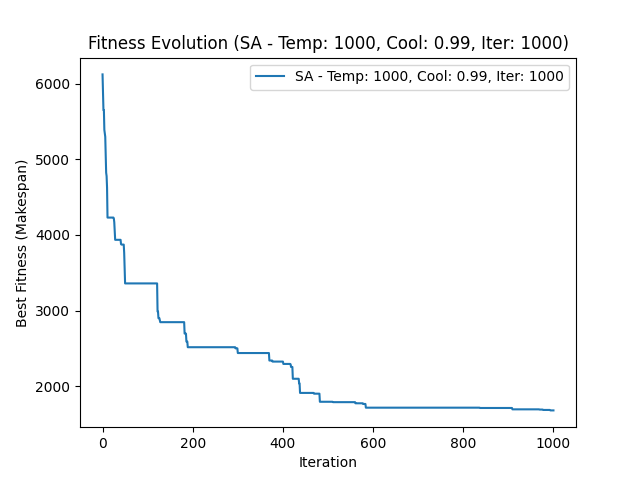 Fitness Evolution (SA - Temp: 1000, Cool: 0.99, Iter: 1000)
SA - Temp: 1000, Cool: 0.99, Iter: 1000
Best Fitness (Makespan)
6000
5000
4000
3000
2000
0 200 400 600 800 1000
Iteration